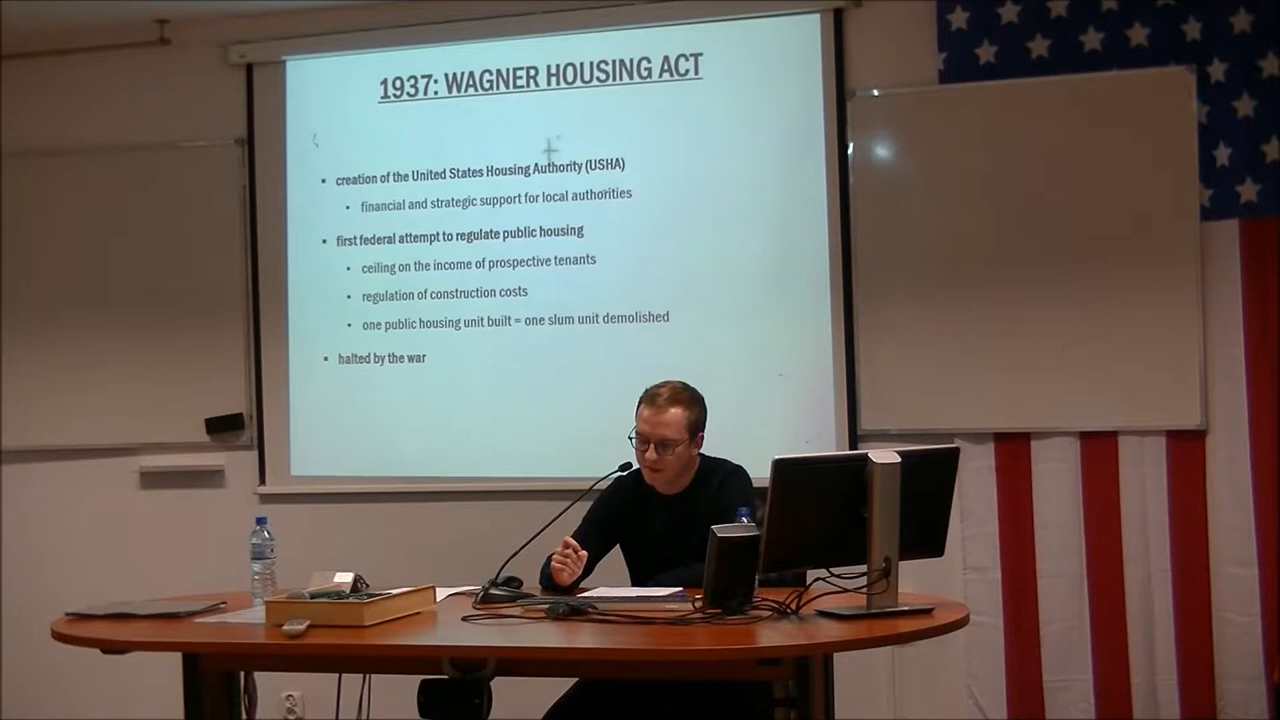 1937: WAGNER HOUSING ACT
▪ creation of the United States Housing Authority (USHA)
• financial and strategic support for local authorities
▪ first federal attempt to regulate public housing
• ceiling on the income of prospective tenants
• regulation of construction costs
• one public housing unit built = one slum unit demolished
▪ halted by the war